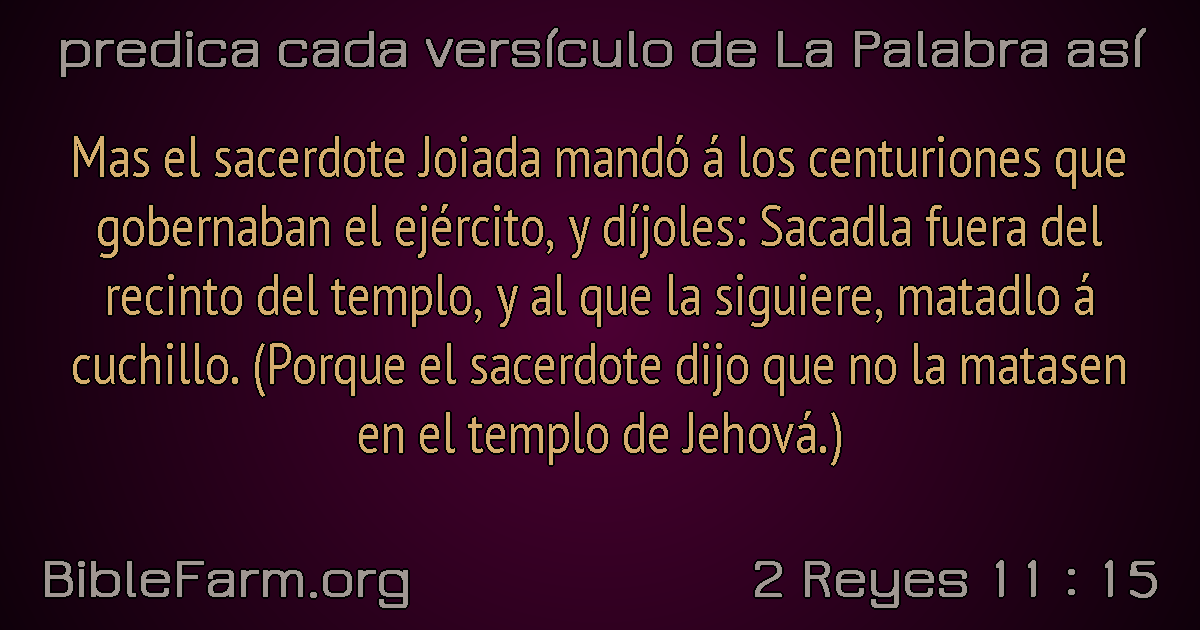 predica cada versículo de La Palabra así
Mas el sacerdote Joiada mandó á los centuriones que
gobernaban el ejército, y díjoles: Sacadla fuera del
recinto del templo, y al que la siguiere, matadlo á
cuchillo. (Porque el sacerdote dijo que no la matasen
en el templo de Jehová.)
BibleFarm.org
2 Reyes 11 : 15